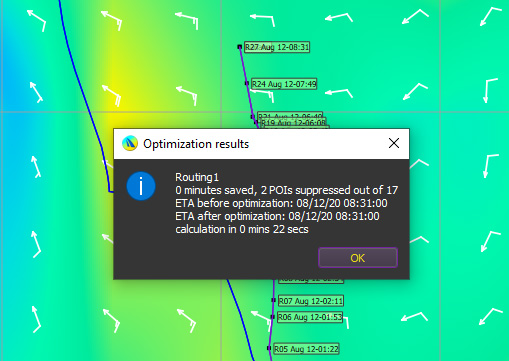 R27 Aug 12-08:31
R24 Aug 12-07:49
R21 Aug 12-06:49
R19 Aug 12-06:08
Optimization results
Routing1
0 minutes saved, 2 POIs suppressed out of 17
ETA before optimization: 08/12/20 08:31:00
ETA after optimization: 08/12/20 08:31:00
calculation in 0 mins 22 secs
OK
R07 Aug 12-02:11
R06 Aug 12-01:53
R05 Aug 12-01:22